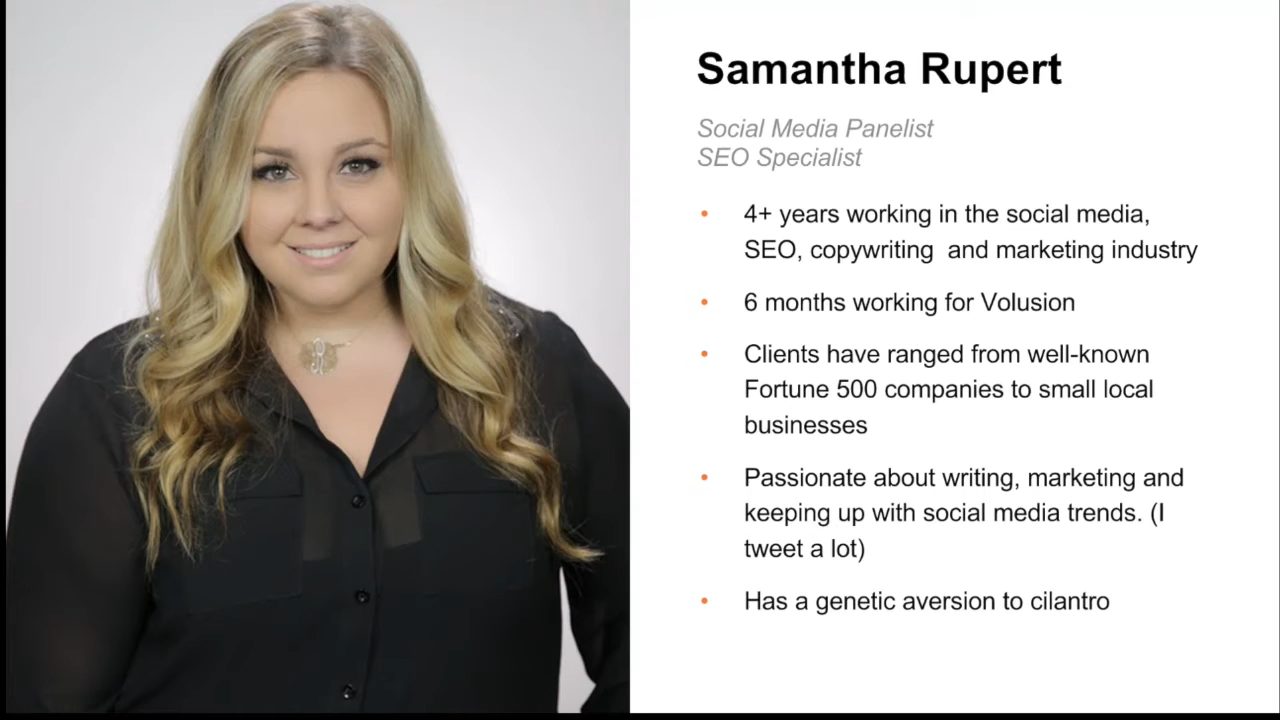 Samantha Rupert
Social Media Panelist
SEO Specialist
• 4+ years working in the social media,
SEO, copywriting  and marketing industry
• 6 months working for Volusion
• Clients have ranged from well-known
Fortune 500 companies to small local
businesses
• Passionate about writing, marketing and
keeping up with social media trends. (I
tweet a lot)
• Has a genetic aversion to cilantro